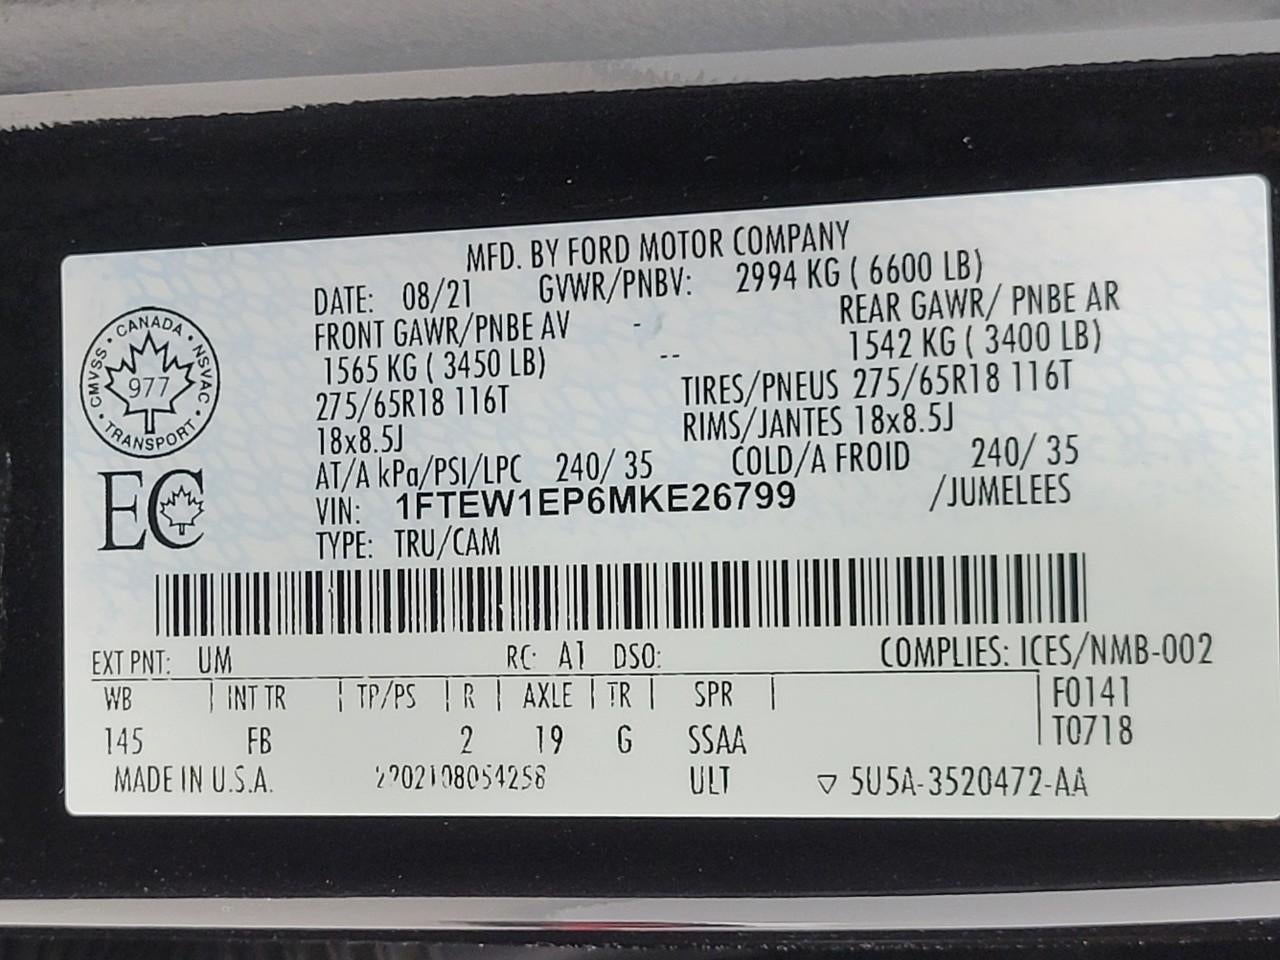 MFD. BY FORD MOTOR COMPANY
DATE: 08/21 GVWR/PNBV: 2994 KG ( 6600 LB)
FRONT GAWR/PNBE AV - REAR GAWR/ PNBE AR
1565 KG ( 3450 LB) -- 1542 KG ( 3400 LB)
275/65R18 116T TIRES/PNEUS 275/65R18 116T
18x8.5J RIMS/JANTES 18x8.5J
AT/A kPa/PSI/LPC 240/ 35 COLD/A FROID 240/ 35
VIN: 1FTEW1EP6MKE26799 /JUMELEES
TYPE: TRU/CAM
CANADA
CMVSS NSVAC
977
TRANSPORT
EC
EXT PNT: UM RC: A1 DSO: COMPLIES: ICES/NMB-002
WB | INT TR | TP/PS | R | AXLE | TR | SPR | F0141
145 FB 2 19 G SSAA T0718
MADE IN U.S.A. ULT ▽ 5U5A-3520472-AA